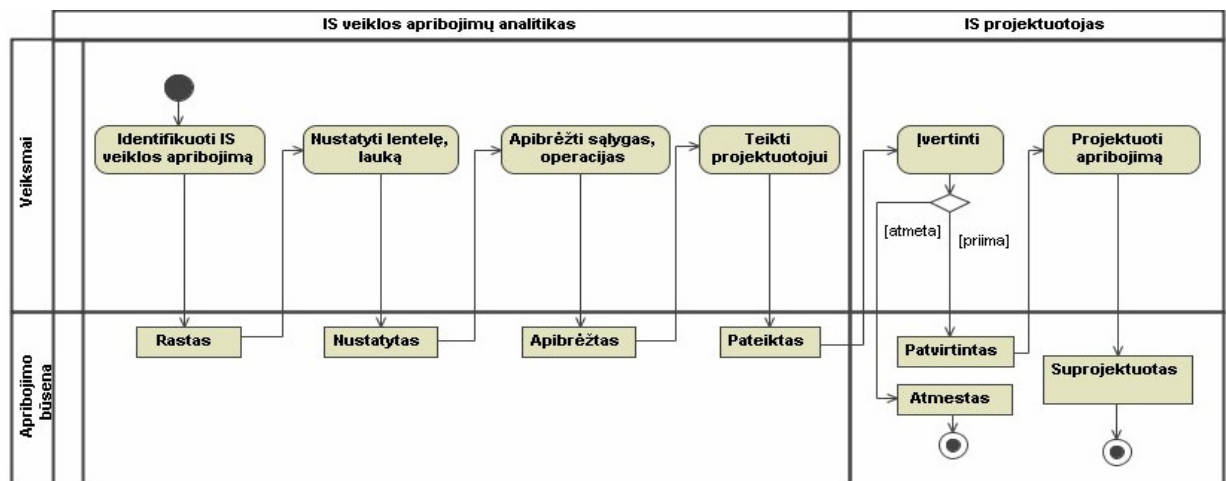 IS veiklos apribojimų analitikas
IS projektuotojas
Veiksmai
Identifikuoti IS
veiklos apribojimą
Nustatyti lentelę,
lauką
Apibrėžti sąlygas,
operacijas
Teikti
projektuotojui
Įvertinti
Projektuoti
apribojimą
[atmeta]
[priima]
Apribojimo
būsena
Rastas
Nustatytas
Apibrėžtas
Pateiktas
Patvirtintas
Atmestas
Suprojektuotas